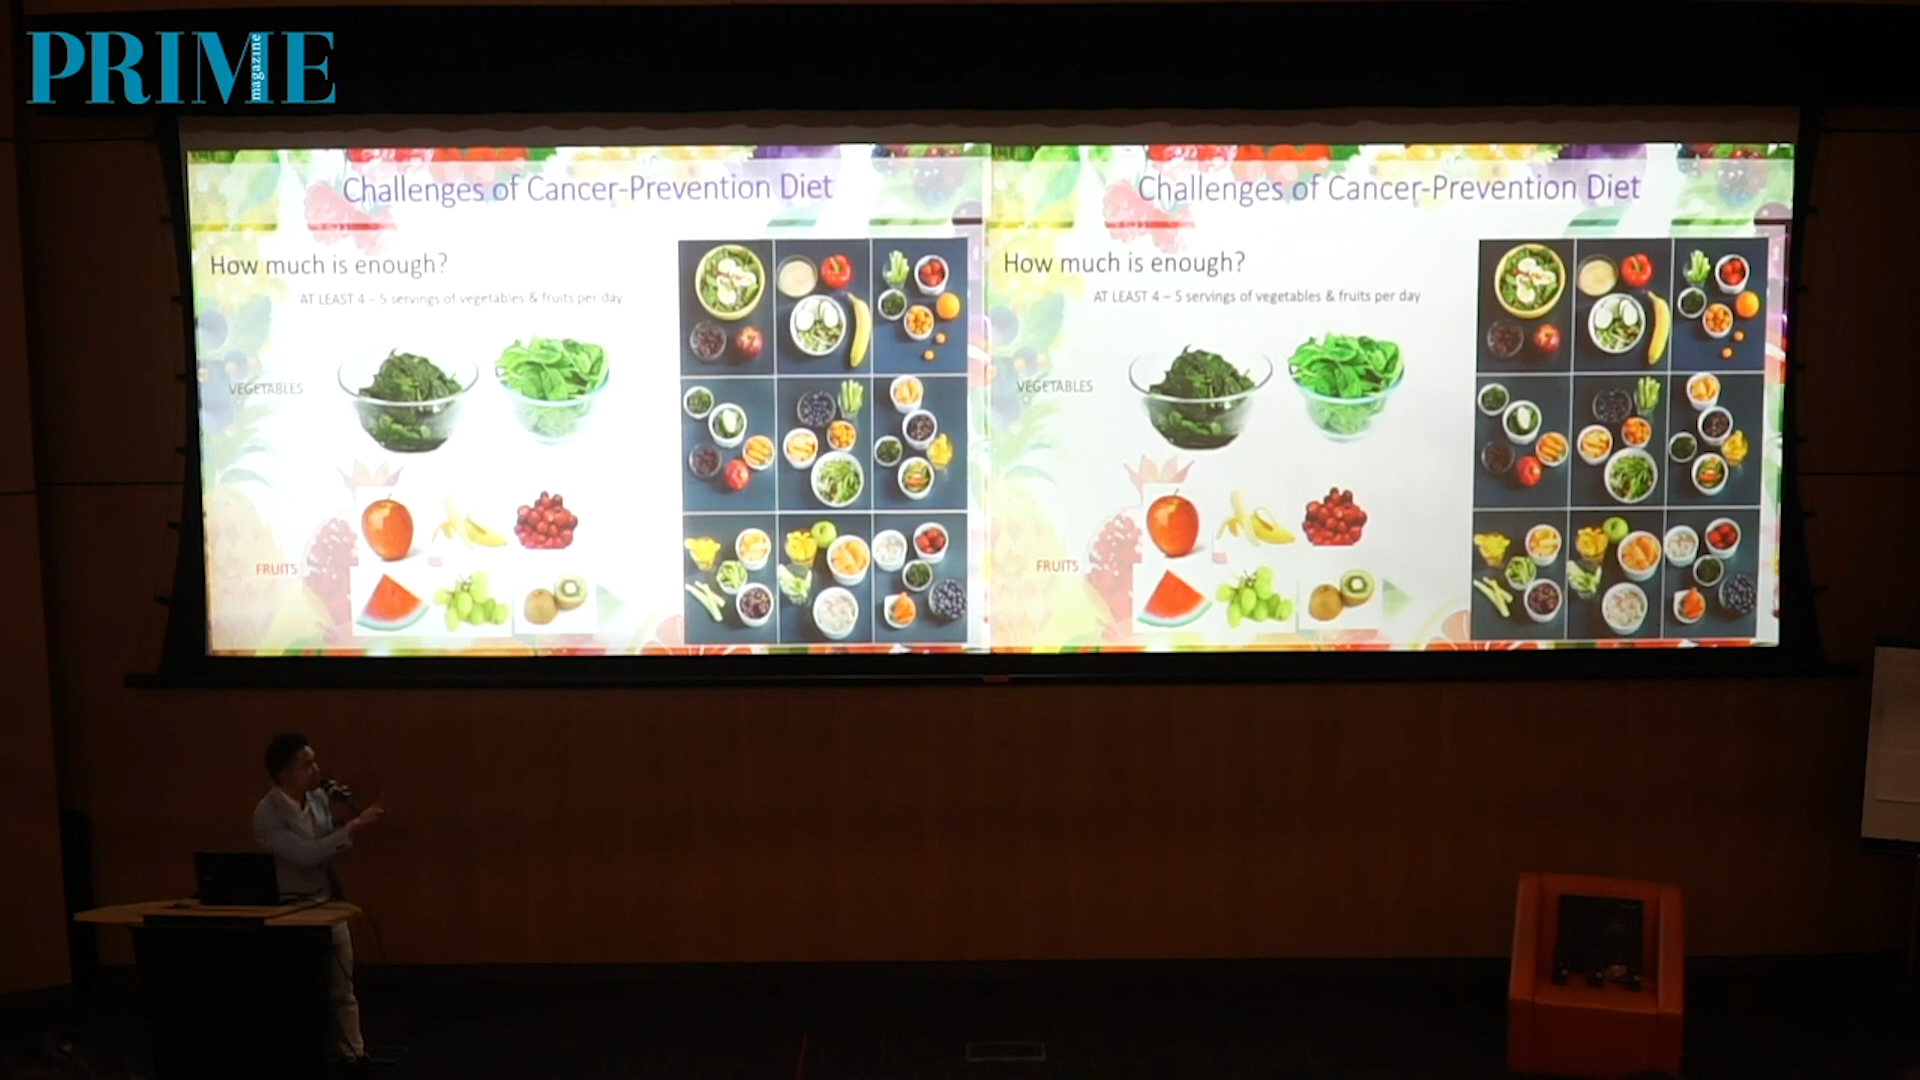 PRIME
magazine
Challenges of Cancer-Prevention Diet
How much is enough?
AT LEAST 4 – 5 servings of vegetables & fruits per day
VEGETABLES
FRUITS
Challenges of Cancer-Prevention Diet
How much is enough?
AT LEAST 4 – 5 servings of vegetables & fruits per day
VEGETABLES
FRUITS